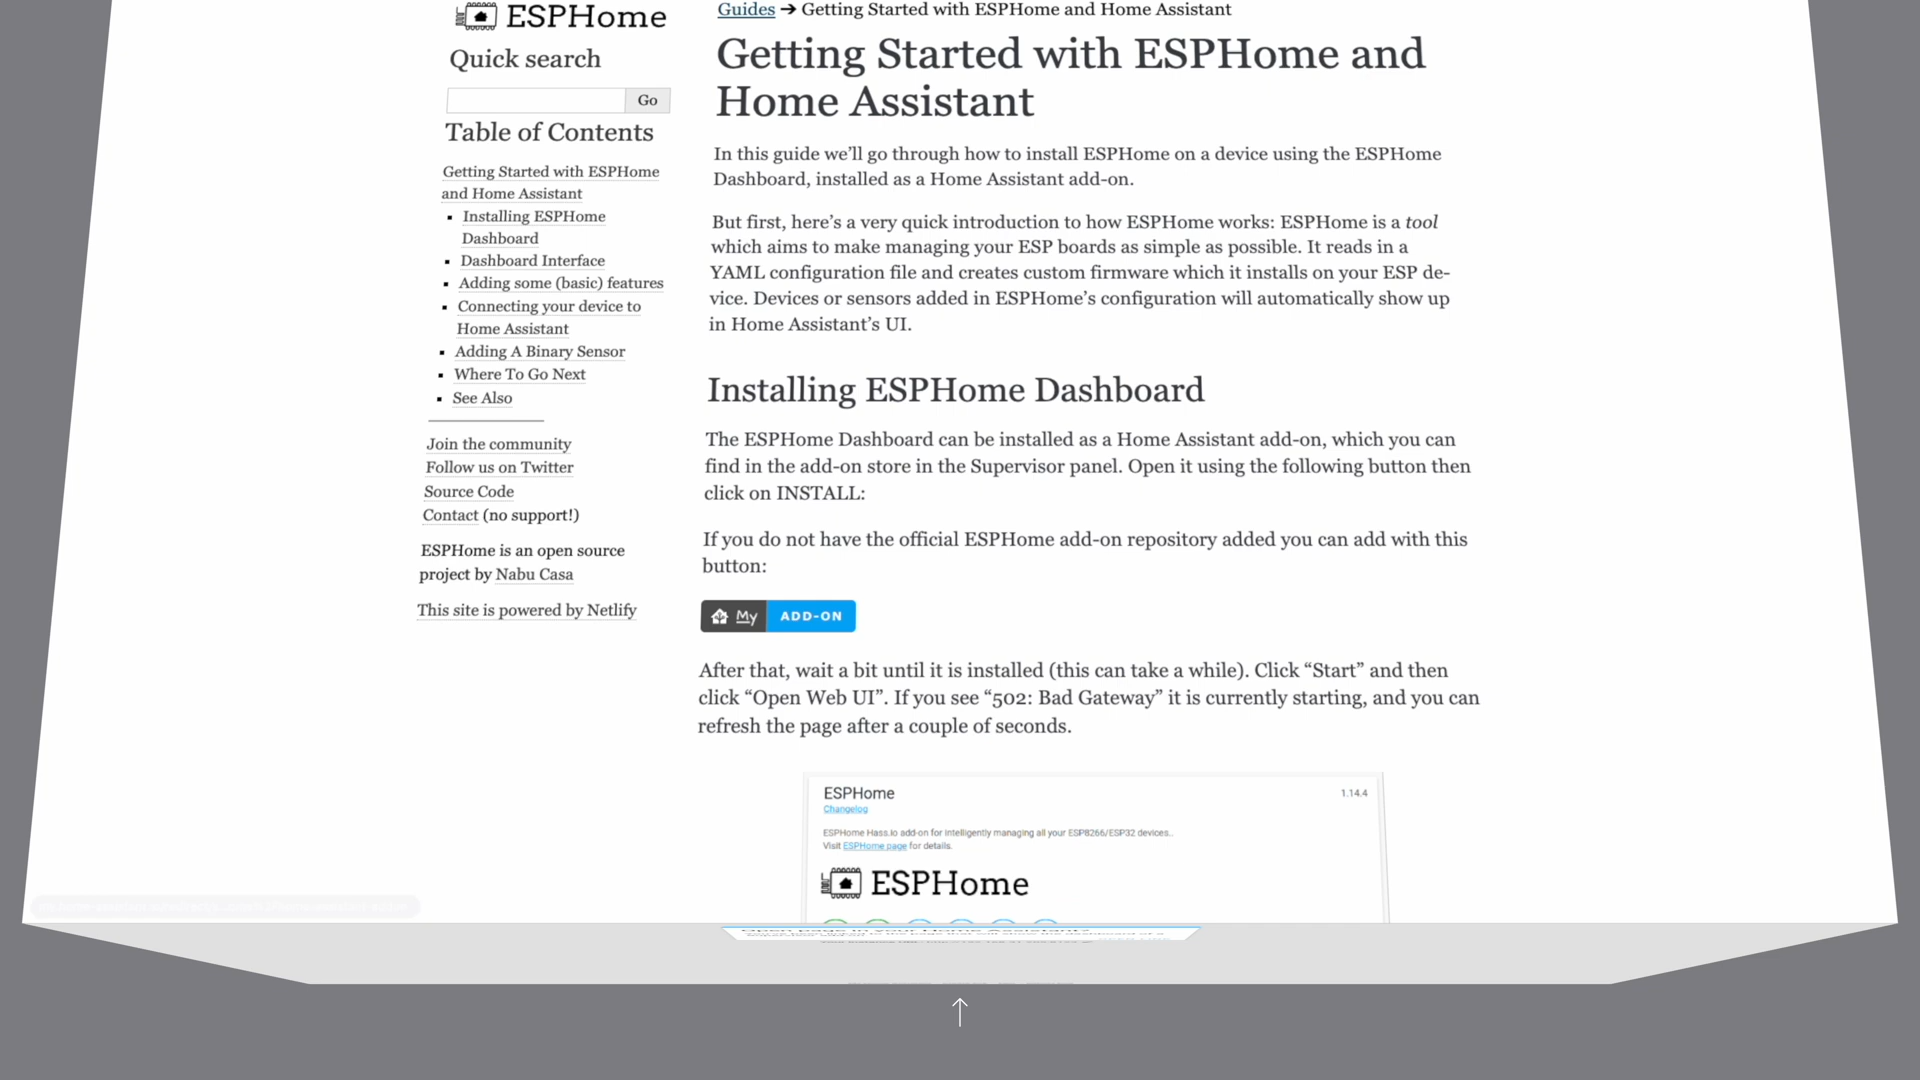 ESPHome
Quick search
Go
Table of Contents
Getting Started with ESPHome
and Home Assistant
Installing ESPHome
Dashboard
Dashboard Interface
Adding some (basic) features
Connecting your device to
Home Assistant
Adding A Binary Sensor
Where To Go Next
See Also
Join the community
Follow us on Twitter
Source Code
Contact (no support!)
ESPHome is an open source
project by Nabu Casa
This site is powered by Netlify
Guides → Getting Started with ESPHome and Home Assistant
Getting Started with ESPHome and
Home Assistant
In this guide we’ll go through how to install ESPHome on a device using the ESPHome
Dashboard, installed as a Home Assistant add-on.
But first, here’s a very quick introduction to how ESPHome works: ESPHome is a tool
which aims to make managing your ESP boards as simple as possible. It reads in a
YAML configuration file and creates custom firmware which it installs on your ESP de-
vice. Devices or sensors added in ESPHome’s configuration will automatically show up
in Home Assistant’s UI.
Installing ESPHome Dashboard
The ESPHome Dashboard can be installed as a Home Assistant add-on, which you can
find in the add-on store in the Supervisor panel. Open it using the following button then
click on INSTALL:
If you do not have the official ESPHome add-on repository added you can add with this
button:
My ADD-ON
After that, wait a bit until it is installed (this can take a while). Click “Start” and then
click “Open Web UI”. If you see “502: Bad Gateway” it is currently starting, and you can
refresh the page after a couple of seconds.
ESPHome 1.14.4
Changelog
ESPHome Hass.io add-on for intelligently managing all your ESP8266/ESP32 devices..
Visit ESPHome page for details.
ESPHome